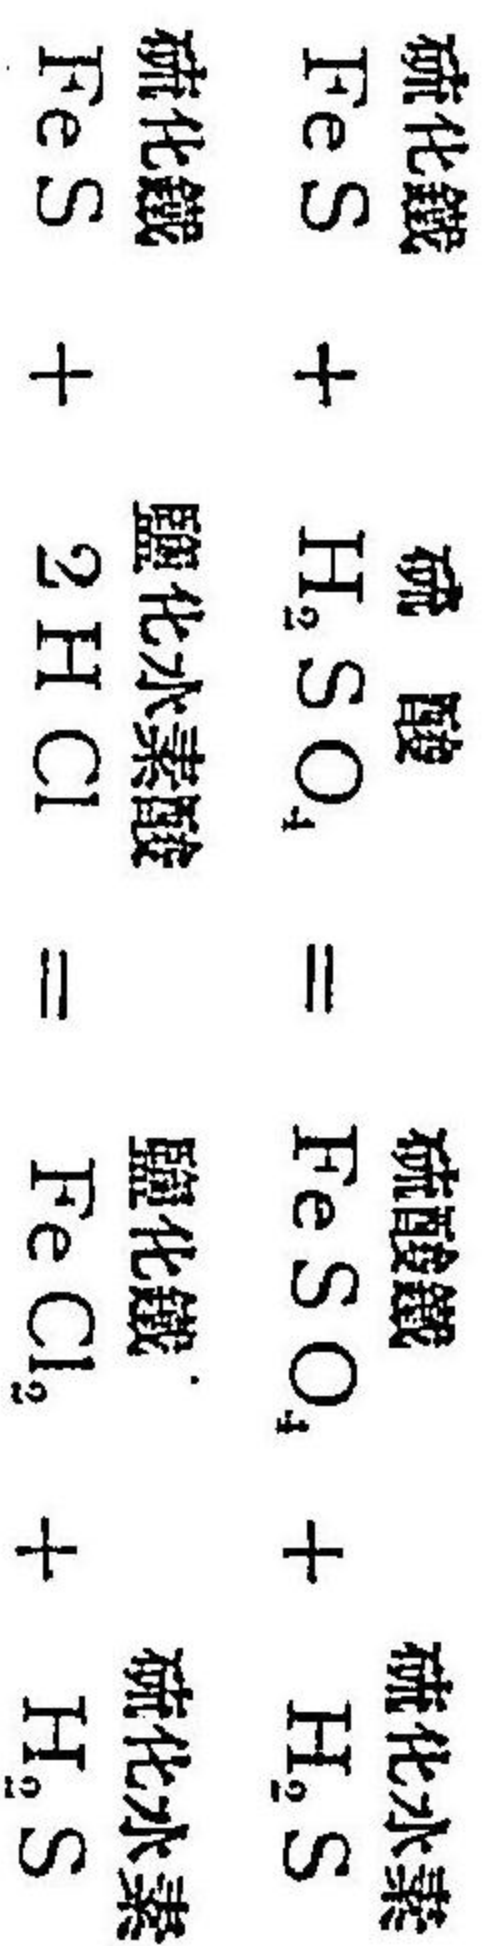 硫化鐵 硫酸 硫酸鐵 硫化水素
FeS + H₂SO₄ = FeSO₄ + H₂S
硫化鐵 鹽化水素酸 鹽化鐵 硫化水素
FeS + 2HCl = FeCl₂ + H₂S